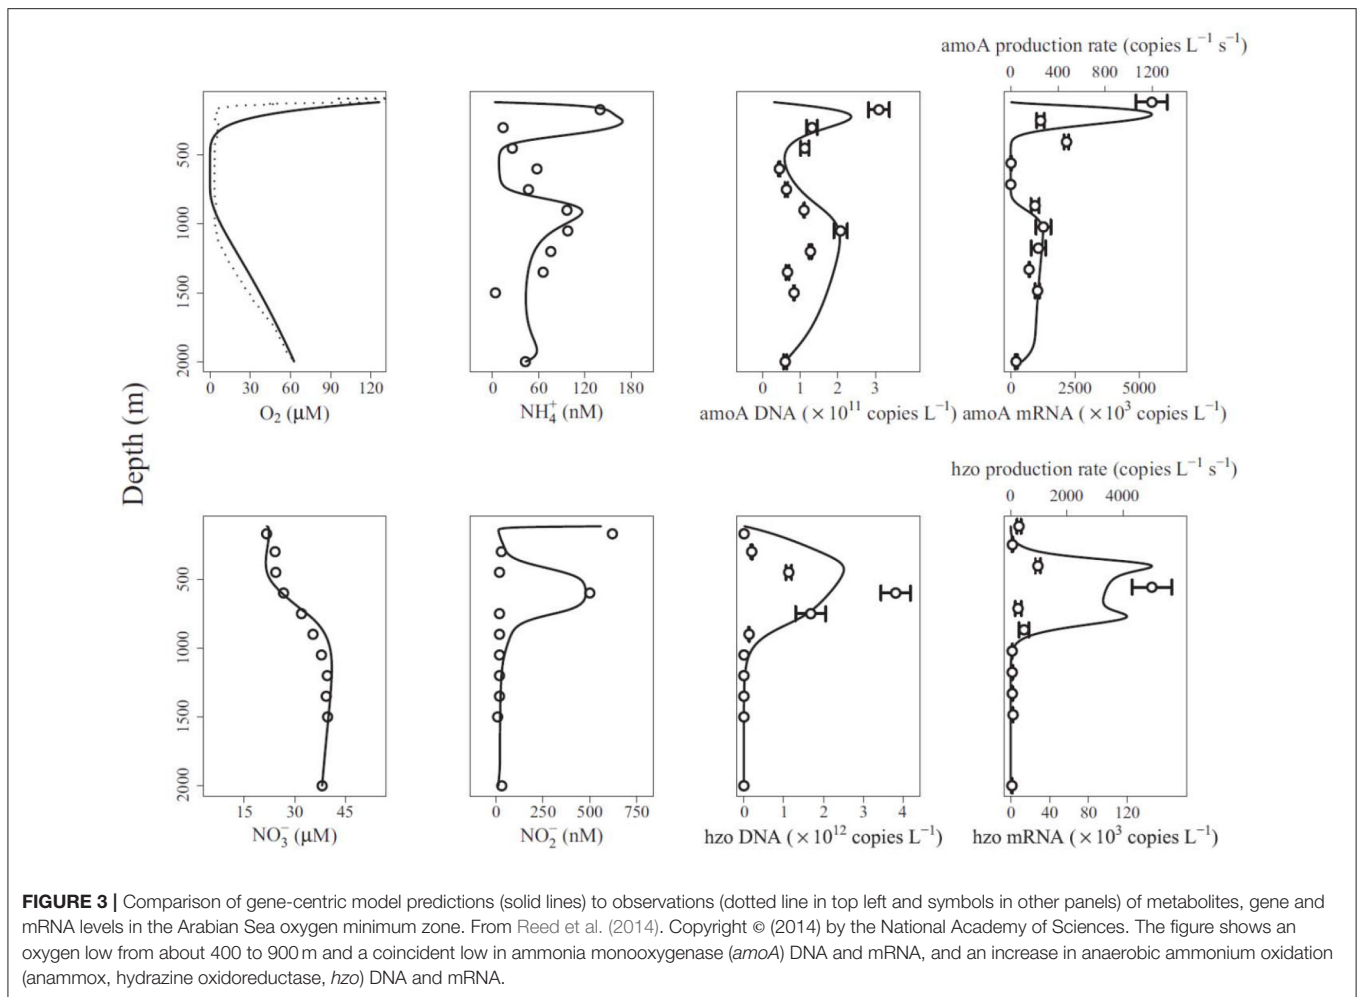 amoA production rate (copies L⁻¹ s⁻¹)
0 400 800 1200
500
1000
1500
2000
0 30 60 90 120
O₂ (μM)
0 60 120 180
NH₄⁺ (nM)
0 1 2 3
amoA DNA (×10¹¹ copies L⁻¹)
0 2500 5000
amoA mRNA (×10³ copies L⁻¹)
Depth (m)
hzo production rate (copies L⁻¹ s⁻¹)
0 2000 4000
500
1000
1500
2000
15 30 45
NO₃⁻ (μM)
0 250 500 750
NO₂⁻ (nM)
0 1 2 3 4
hzo DNA (×10¹² copies L⁻¹)
0 40 80 120
hzo mRNA (×10³ copies L⁻¹)
FIGURE 3 | Comparison of gene-centric model predictions (solid lines) to observations (dotted line in top left and symbols in other panels) of metabolites, gene and
mRNA levels in the Arabian Sea oxygen minimum zone. From Reed et al. (2014). Copyright © (2014) by the National Academy of Sciences. The figure shows an
oxygen low from about 400 to 900 m and a coincident low in ammonia monooxygenase (amoA) DNA and mRNA, and an increase in anaerobic ammonium oxidation
(anammox, hydrazine oxidoreductase, hzo) DNA and mRNA.